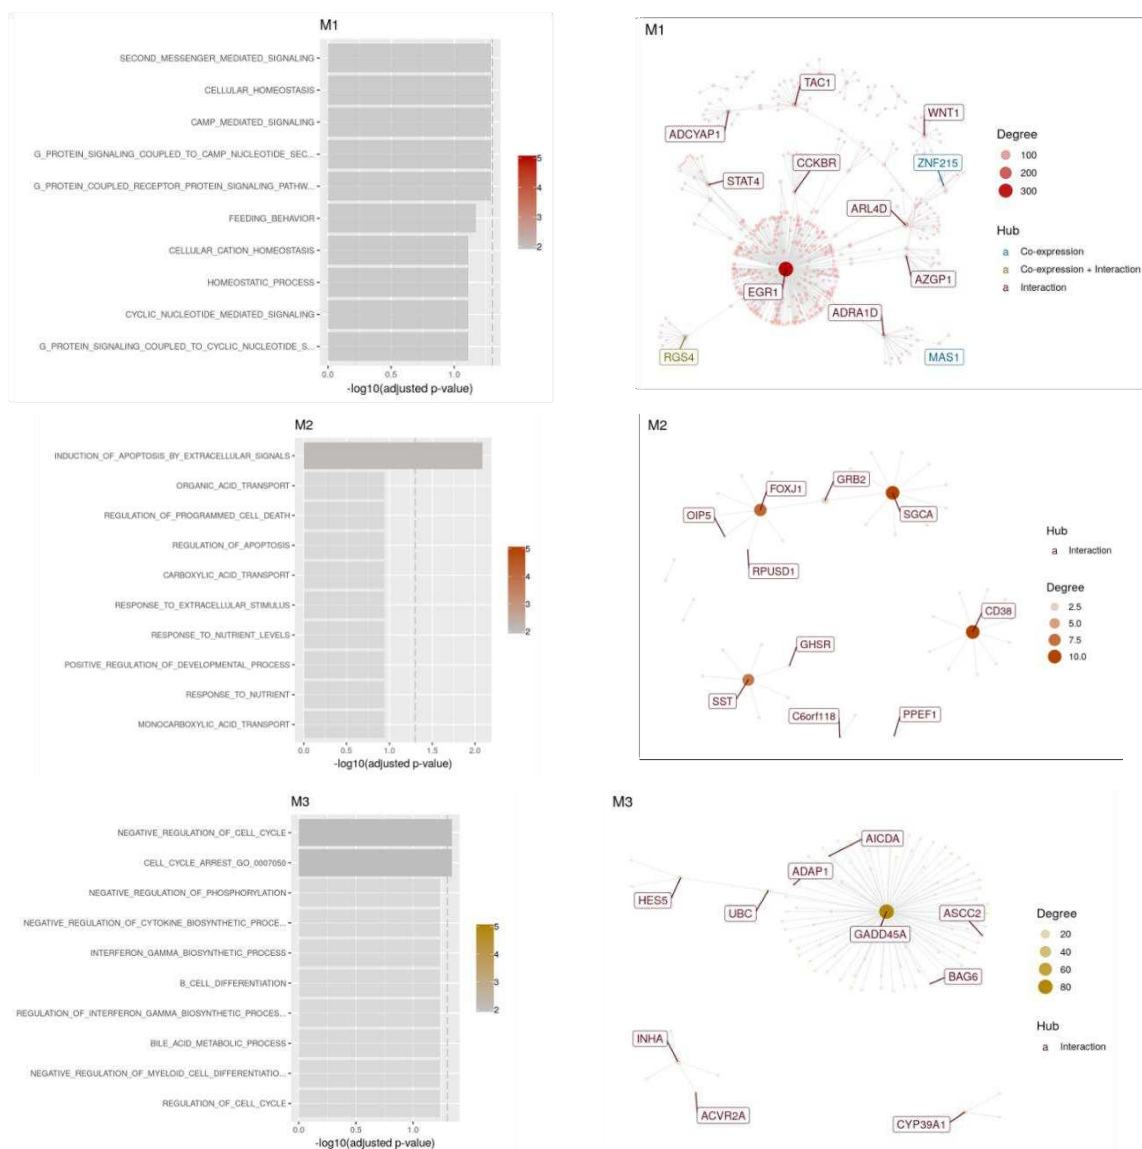 M1
SECOND_MESSENGER_MEDIATED_SIGNALING
CELLULAR_HOMEOSTASIS
CAMP_MEDIATED_SIGNALING
G_PROTEIN_SIGNALING_COUPLED_TO_CAMP_NUCLEOTIDE_SEC...
G_PROTEIN_COUPLED_RECEPTOR_PROTEIN_SIGNALING_PATHW...
FEEDING_BEHAVIOR
CELLULAR_CATION_HOMEOSTASIS
HOMEOSTATIC_PROCESS
CYCLIC_NUCLEOTIDE_MEDIATED_SIGNALING
G_PROTEIN_SIGNALING_COUPLED_TO_CYCLIC_NUCLEOTIDE_S...
0.0 0.5 1.0
-log10(adjusted p-value)
5
4
3
2
M1
TAC1
WNT1
ADCYAP1
CCKBR
ZNF215
STAT4
ARL4D
AZGP1
EGR1
ADRA1D
RGS4
MAS1
Degree
100
200
300
Hub
a Co-expression
a Co-expression + Interaction
a Interaction
M2
INDUCTION_OF_APOPTOSIS_BY_EXTRACELLULAR_SIGNALS
ORGANIC_ACID_TRANSPORT
REGULATION_OF_PROGRAMMED_CELL_DEATH
REGULATION_OF_APOPTOSIS
CARBOXYLIC_ACID_TRANSPORT
RESPONSE_TO_EXTRACELLULAR_STIMULUS
RESPONSE_TO_NUTRIENT_LEVELS
POSITIVE_REGULATION_OF_DEVELOPMENTAL_PROCESS
RESPONSE_TO_NUTRIENT
MONOCARBOXYLIC_ACID_TRANSPORT
0.0 0.5 1.0 1.5 2.0
-log10(adjusted p-value)
5
4
3
2
M2
GRB2
FOXJ1
OIP5
SGCA
RPUSD1
CD38
GHSR
SST
C6orf118
PPEF1
Hub
a Interaction
Degree
2.5
5.0
7.5
10.0
M3
NEGATIVE_REGULATION_OF_CELL_CYCLE
CELL_CYCLE_ARREST_GO_0007050
NEGATIVE_REGULATION_OF_PHOSPHORYLATION
NEGATIVE_REGULATION_OF_CYTOKINE_BIOSYNTHETIC_PROCE...
INTERFERON_GAMMA_BIOSYNTHETIC_PROCESS
B_CELL_DIFFERENTIATION
REGULATION_OF_INTERFERON_GAMMA_BIOSYNTHETIC_PROCES...
BILE_ACID_METABOLIC_PROCESS
NEGATIVE_REGULATION_OF_MYELOID_CELL_DIFFERENTIATIO...
REGULATION_OF_CELL_CYCLE
0.0 0.5 1.0
-log10(adjusted p-value)
5
4
3
2
M3
AICDA
ADAP1
HES5
UBC
ASCC2
GADD45A
BAG6
INHA
ACVR2A
CYP39A1
Degree
20
40
60
80
Hub
a Interaction